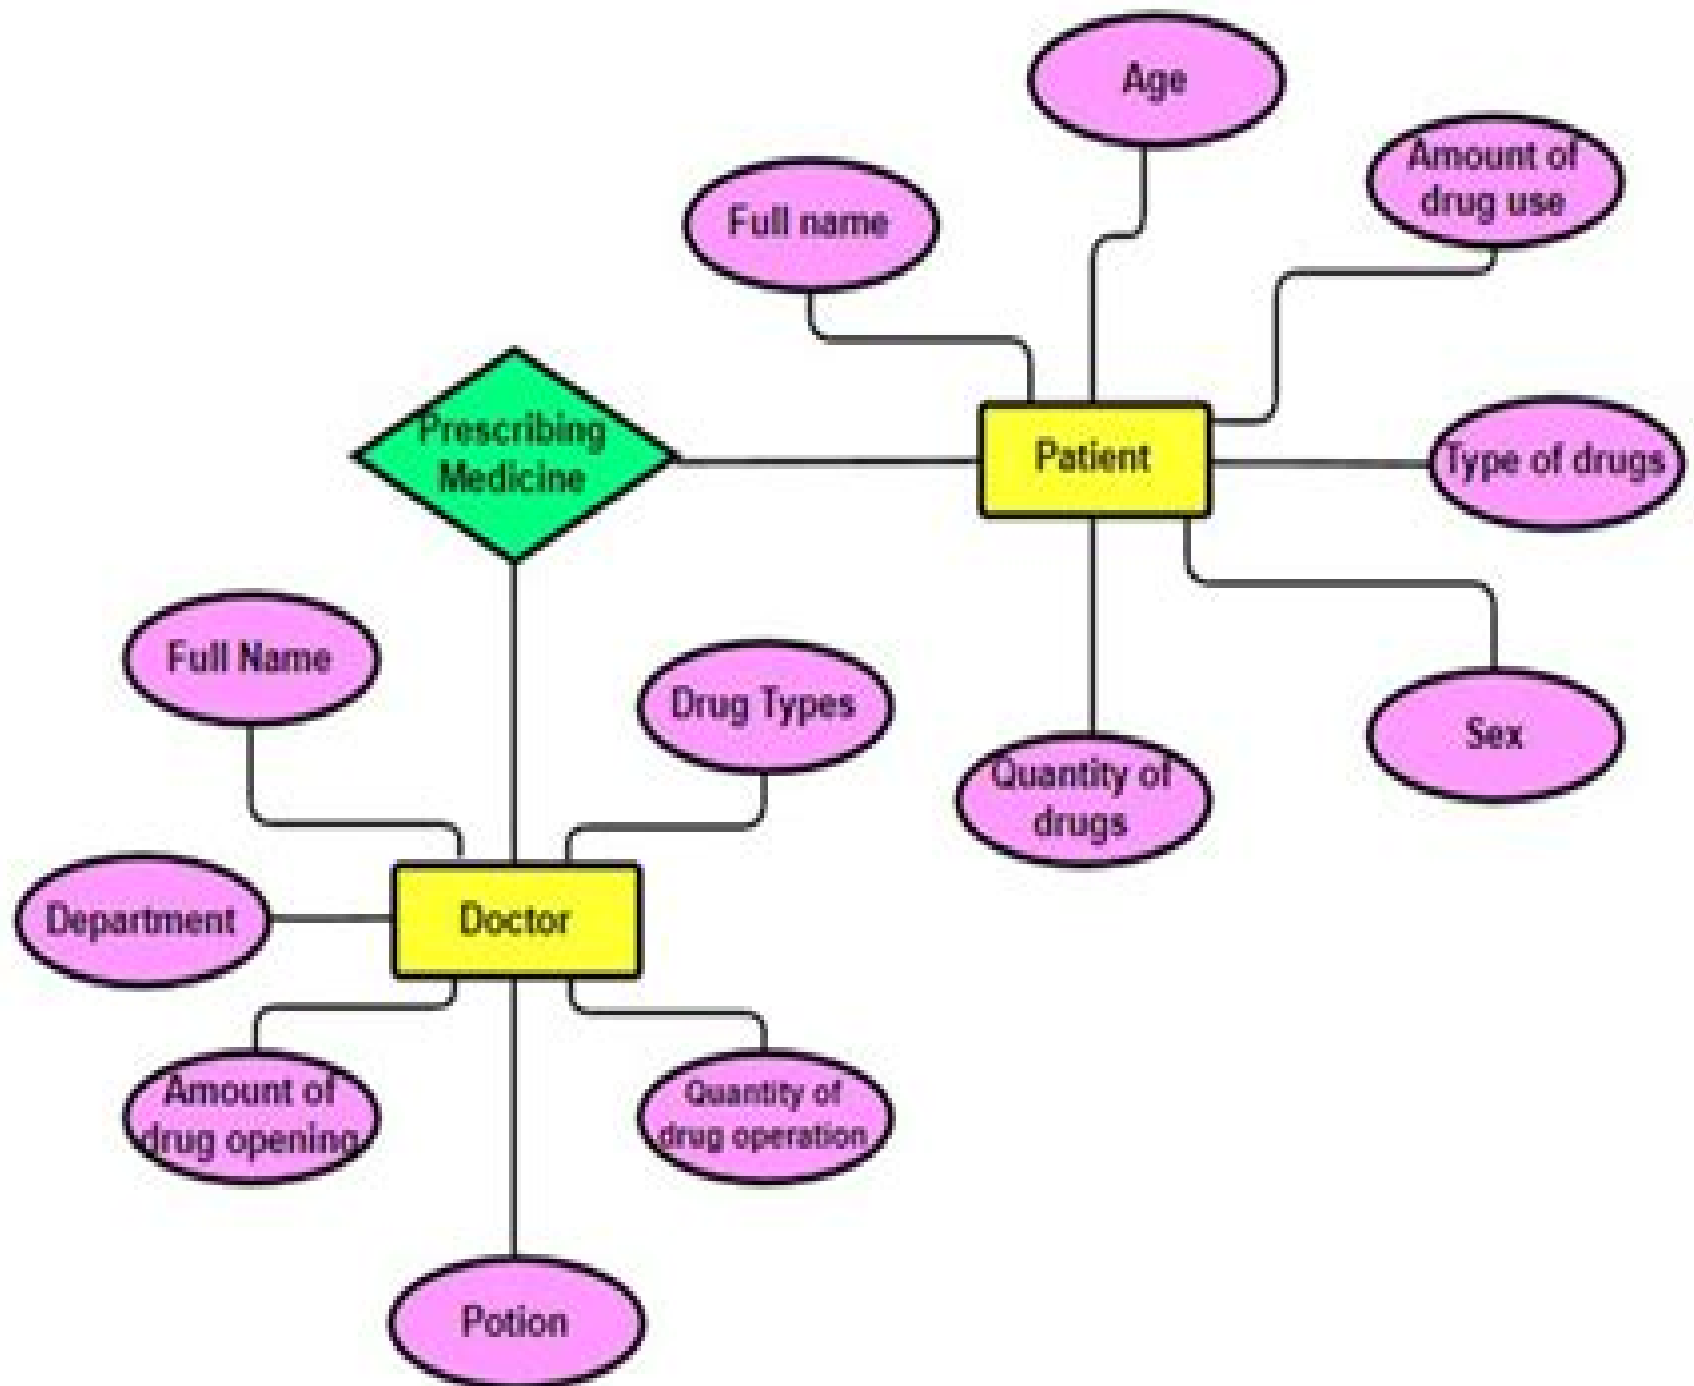 Age
Amount of
drug use
Full name
Prescribing
Medicine
Patient
Type of drugs
Full Name
Drug Types
Sex
Quantity of
drugs
Department
Doctor
Amount of
drug opening
Quantity of
drug operation
Potion